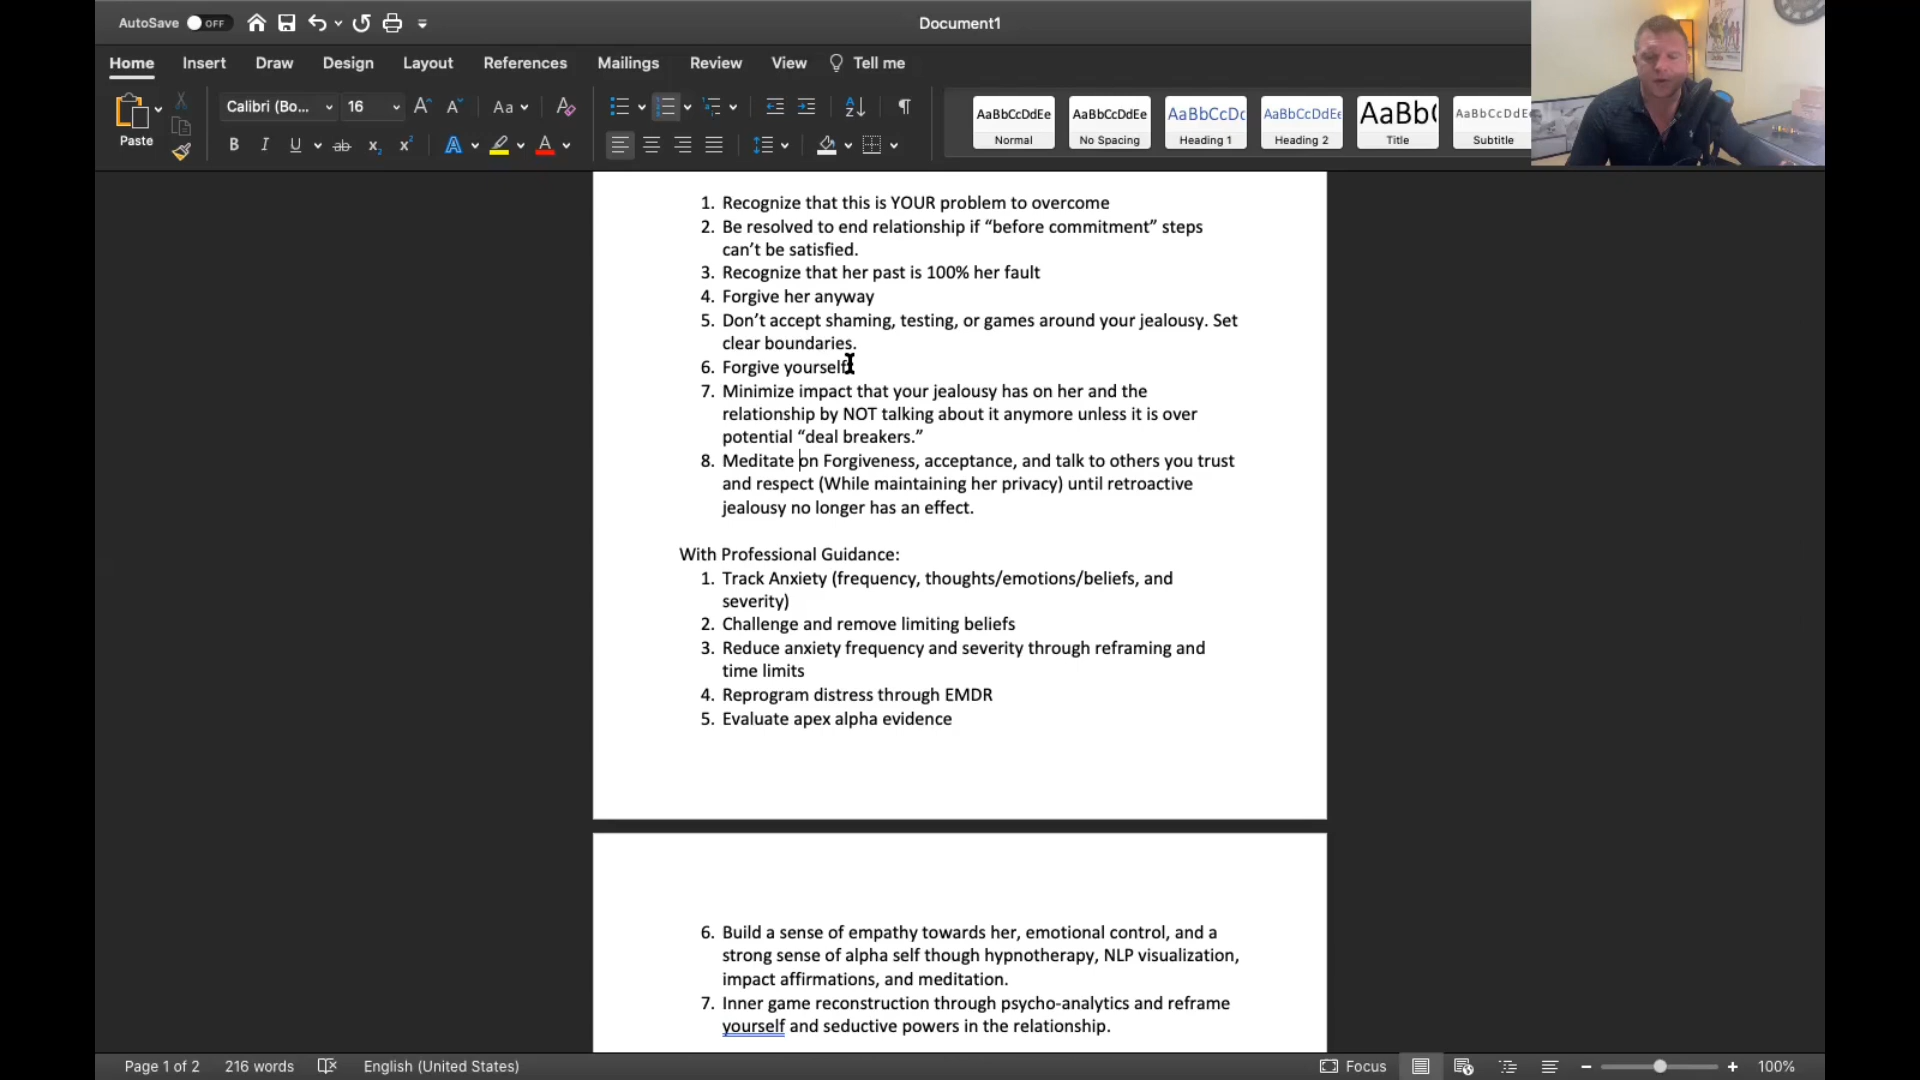 AutoSave OFF
Document1
Home Insert Draw Design Layout References Mailings Review View Tell me
Paste
Calibri (Bo... 16
AaBbCcDdEe Normal
AaBbCcDdEe No Spacing
AaBbCcDc Heading 1
AaBbCcDdEe Heading 2
AaBb( Title
AaBbCcDdEe Subtitle
1. Recognize that this is YOUR problem to overcome
2. Be resolved to end relationship if “before commitment” steps
can’t be satisfied.
3. Recognize that her past is 100% her fault
4. Forgive her anyway
5. Don’t accept shaming, testing, or games around your jealousy. Set
clear boundaries.
6. Forgive yourself
7. Minimize impact that your jealousy has on her and the
relationship by NOT talking about it anymore unless it is over
potential “deal breakers.”
8. Meditate on Forgiveness, acceptance, and talk to others you trust
and respect (While maintaining her privacy) until retroactive
jealousy no longer has an effect.
With Professional Guidance:
1. Track Anxiety (frequency, thoughts/emotions/beliefs, and
severity)
2. Challenge and remove limiting beliefs
3. Reduce anxiety frequency and severity through reframing and
time limits
4. Reprogram distress through EMDR
5. Evaluate apex alpha evidence
6. Build a sense of empathy towards her, emotional control, and a
strong sense of alpha self though hypnotherapy, NLP visualization,
impact affirmations, and meditation.
7. Inner game reconstruction through psycho-analytics and reframe
yourself and seductive powers in the relationship.
Page 1 of 2 216 words English (United States) Focus 100%